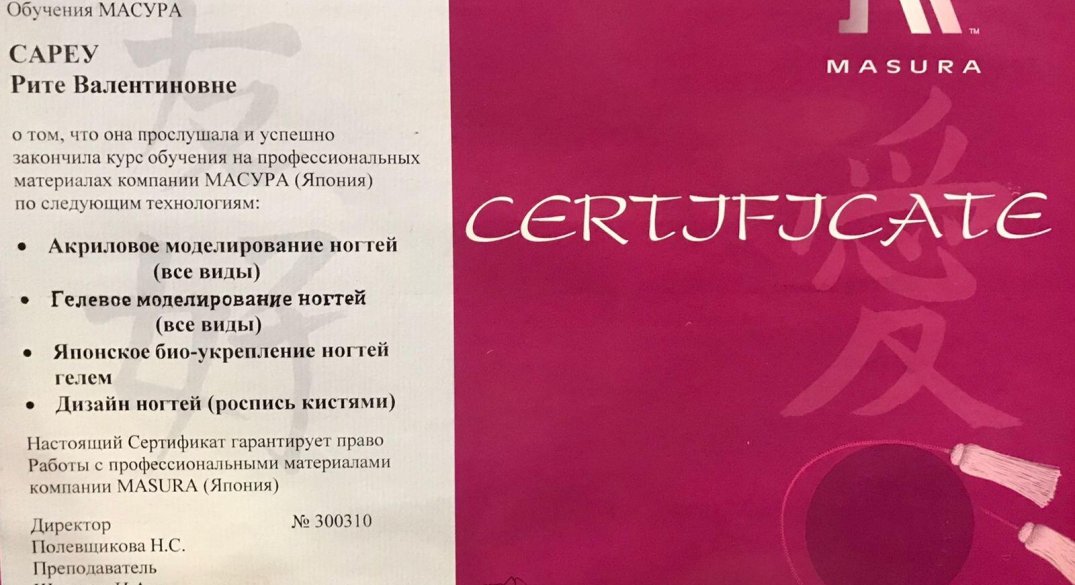 Обучения МАСУРА
САРЕУ
Рите Валентиновне
о том, что она прослушала и успешно
закончила курс обучения на профессиональных
материалах компании МАСУРА (Япония)
по следующим технологиям:
• Акриловое моделирование ногтей
(все виды)
• Гелевое моделирование ногтей
(все виды)
• Японское био-укрепление ногтей
гелем
• Дизайн ногтей (роспись кистями)
Настоящий Сертификат гарантирует право
Работы с профессиональными материалами
компании MASURA (Япония)
Директор № 300310
Полевщикова Н.С.
Преподаватель
TM
MASURA
CERTIFICATE
愛